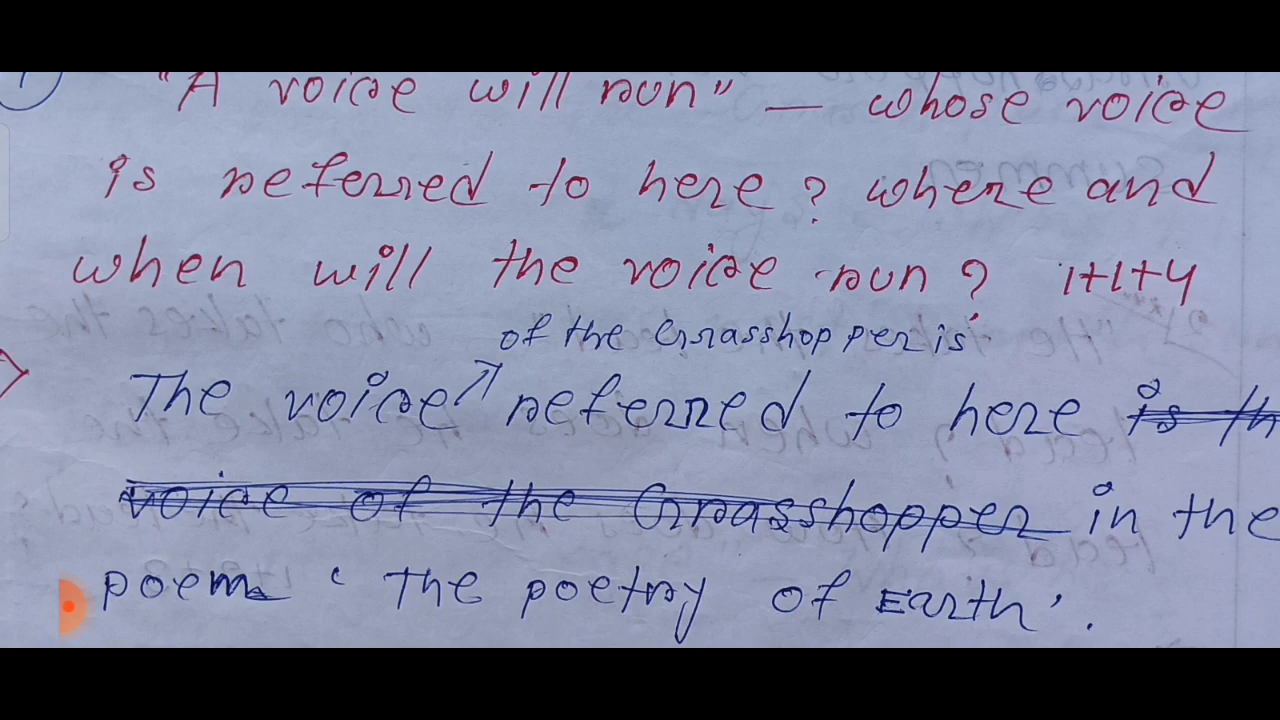 1
"A voice will run" — whose voice
is referred to here? where and
when will the voice run? 1+1+4
of the Grasshopper is
The voice referred to here is th
voice of the Grasshopper in the
poem 'The poetry of Earth'.